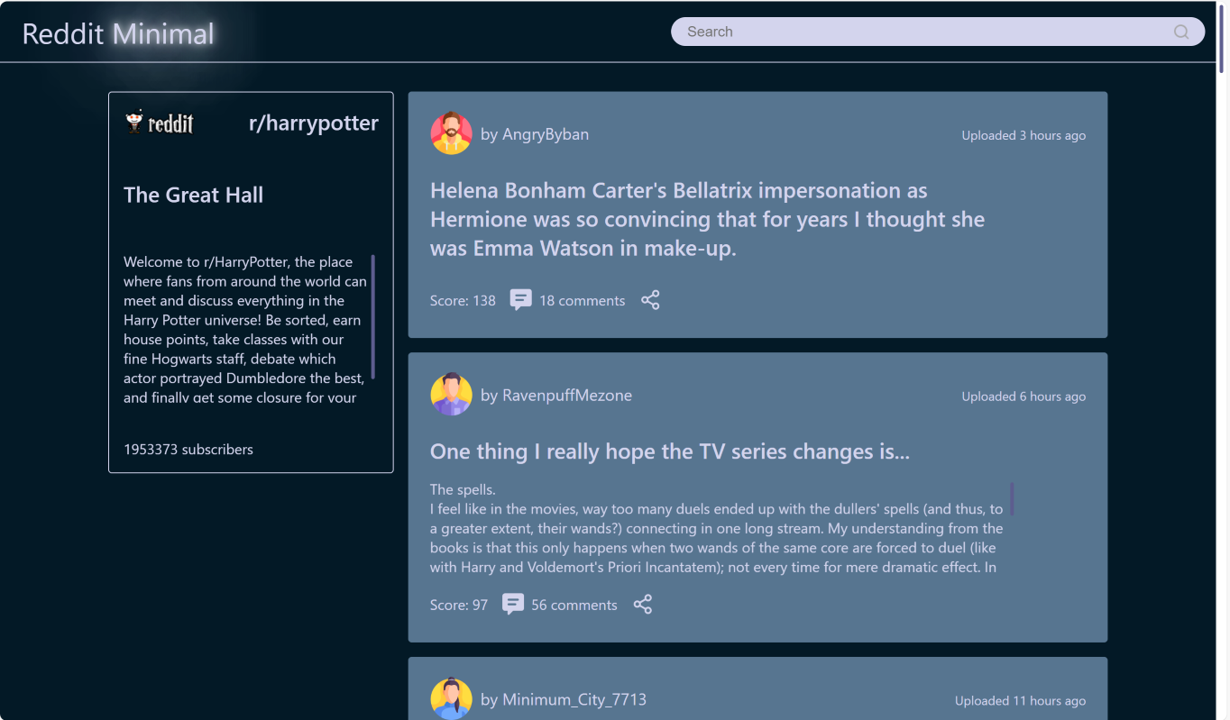 Reddit Minimal
Search
reddit
r/harrypotter
The Great Hall
Welcome to r/HarryPotter, the place
where fans from around the world can
meet and discuss everything in the
Harry Potter universe! Be sorted, earn
house points, take classes with our
fine Hogwarts staff, debate which
actor portrayed Dumbledore the best,
and finally get some closure for your
1953373 subscribers
by AngryByban
Uploaded 3 hours ago
Helena Bonham Carter's Bellatrix impersonation as
Hermione was so convincing that for years I thought she
was Emma Watson in make-up.
Score: 138
18 comments
by RavenpuffMezone
Uploaded 6 hours ago
One thing I really hope the TV series changes is...
The spells.
I feel like in the movies, way too many duels ended up with the dullers' spells (and thus, to
a greater extent, their wands?) connecting in one long stream. My understanding from the
books is that this only happens when two wands of the same core are forced to duel (like
with Harry and Voldemort's Priori Incantatem); not every time for mere dramatic effect. In
Score: 97
56 comments
by Minimum_City_7713
Uploaded 11 hours ago